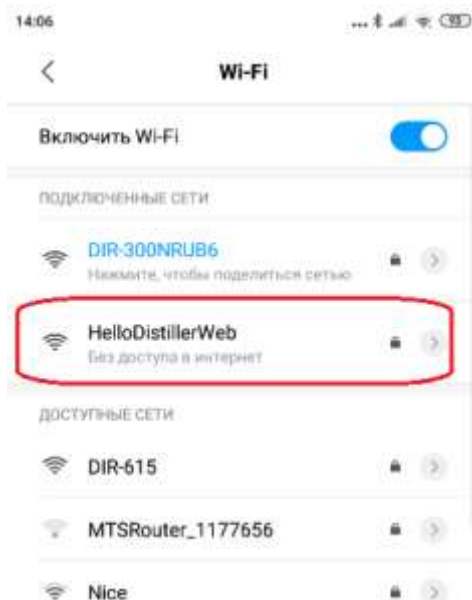 14:06
Wi-Fi
Включить Wi-Fi
ПОДКЛЮЧЕННЫЕ СЕТИ
DIR-300NRUB6
Нажмите, чтобы поделиться сетью
HelloDistillerWeb
Без доступа в интернет
ДОСТУПНЫЕ СЕТИ
DIR-615
MTSRouter_1177656
Nice